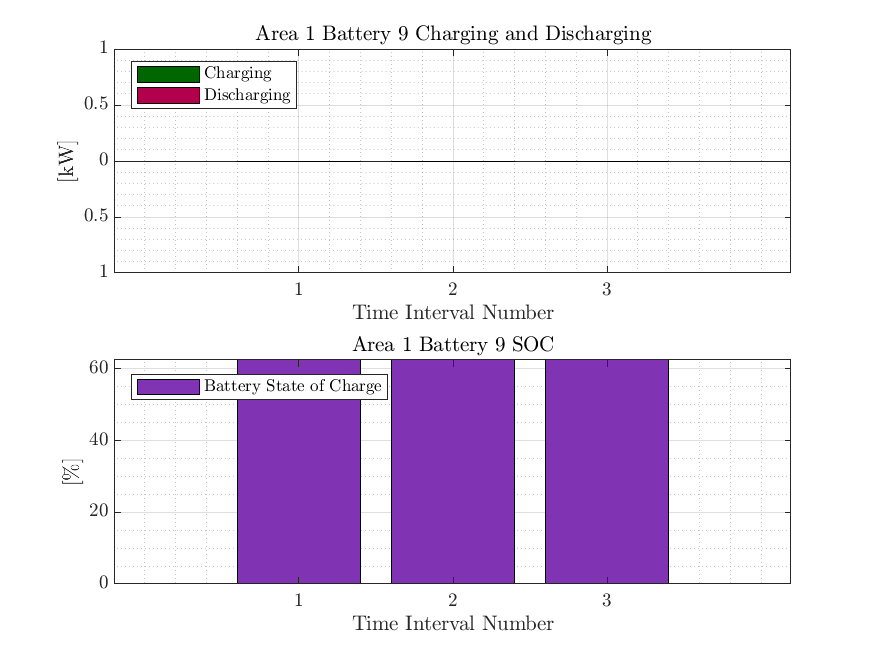 Area 1 Battery 9 Charging and Discharging
1
Charging
0.5
Discharging
[kW]
0
0.5
1
1 2 3
Time Interval Number
Area 1 Battery 9 SOC
60
Battery State of Charge
40
[%]
20
0
1 2 3
Time Interval Number